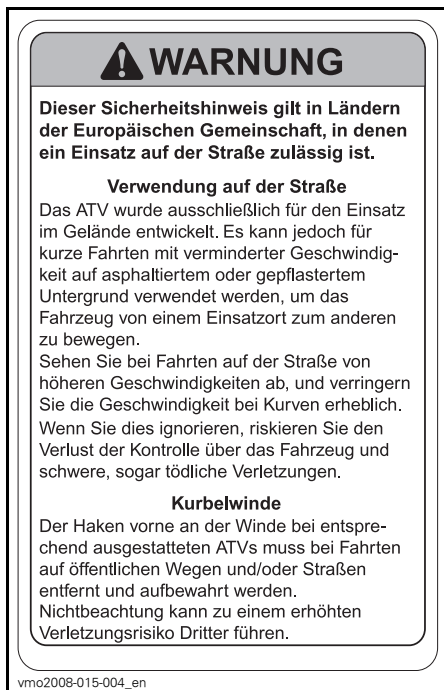 WARNUNG
Dieser Sicherheitshinweis gilt in Ländern
der Europäischen Gemeinschaft, in denen
ein Einsatz auf der Straße zulässig ist.
Verwendung auf der Straße
Das ATV wurde ausschließlich für den Einsatz
im Gelände entwickelt. Es kann jedoch für
kurze Fahrten mit verminderter Geschwindig-
keit auf asphaltiertem oder gepflastertem
Untergrund verwendet werden, um das
Fahrzeug von einem Einsatzort zum anderen
zu bewegen.
Sehen Sie bei Fahrten auf der Straße von
höheren Geschwindigkeiten ab, und verringern
Sie die Geschwindigkeit bei Kurven erheblich.
Wenn Sie dies ignorieren, riskieren Sie den
Verlust der Kontrolle über das Fahrzeug und
schwere, sogar tödliche Verletzungen.
Kurbelwinde
Der Haken vorne an der Winde bei entspre-
chend ausgestatteten ATVs muss bei Fahrten
auf öffentlichen Wegen und/oder Straßen
entfernt und aufbewahrt werden.
Nichtbeachtung kann zu einem erhöhten
Verletzungsrisiko Dritter führen.
vmo2008-015-004_en